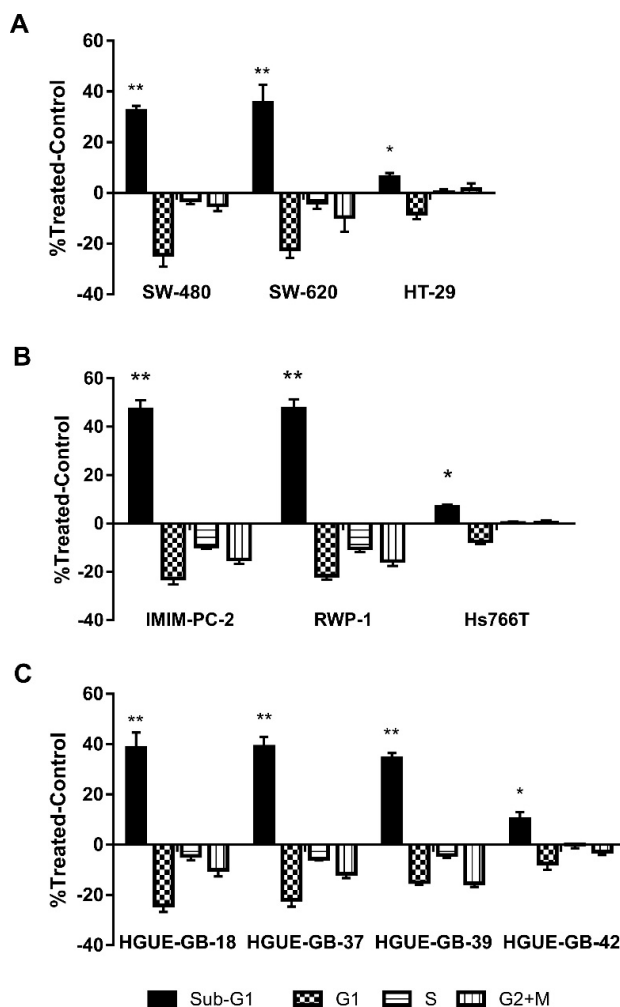 A
60
** **
40
20
*
0
-20
-40
%Treated-Control
SW-480 SW-620 HT-29
B
60
** **
40
20
*
0
-20
-40
%Treated-Control
IMIM-PC-2 RWP-1 Hs766T
C
60
** ** **
40
20
*
0
-20
-40
%Treated-Control
HGUE-GB-18 HGUE-GB-37 HGUE-GB-39 HGUE-GB-42
Sub-G1 G1 S G2+M